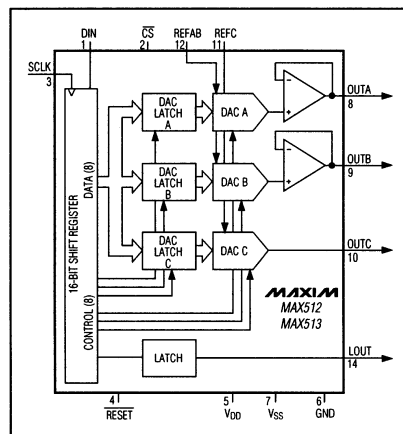 DIN
1
CS
2
REFAB
12
REFC
11
SCLK
3
16-BIT SHIFT REGISTER
DATA (8)
CONTROL (8)
DAC
LATCH
A
DAC A
OUTA
8
DAC
LATCH
B
DAC B
OUTB
9
DAC
LATCH
C
DAC C
OUTC
10
MAXIM
MAX512
MAX513
LATCH
LOUT
14
4
RESET
5
VDD
7
VSS
6
GND
- 
+
-
+